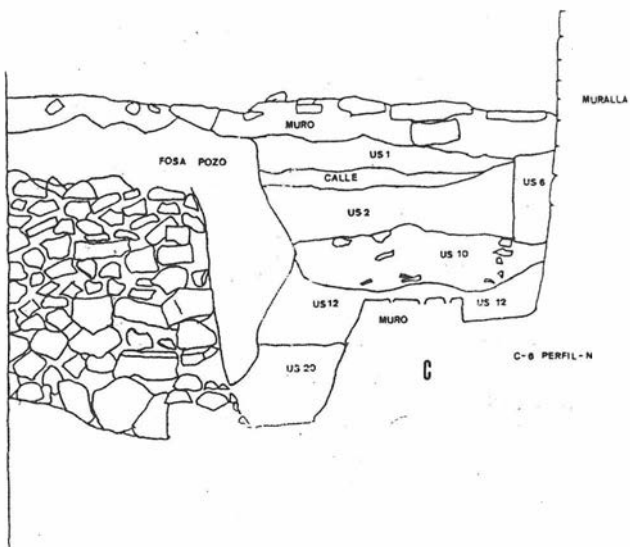 MURALLA
MURO
US 1
FOSA POZO
CALLE
US 6
US 2
US 10
US 12
US 12
MURO
C-6 PERFIL-N
US 20
C